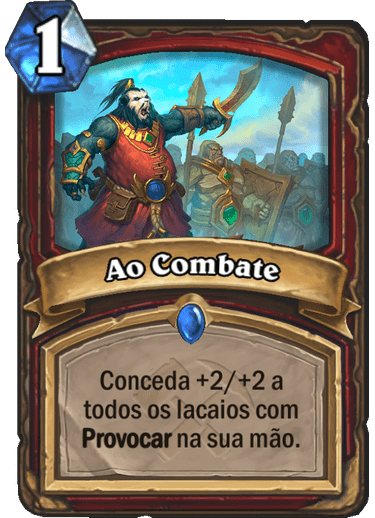 1
Ao Combate
Conceda +2/+2 a
todos os lacaios com
Provocar na sua mão.